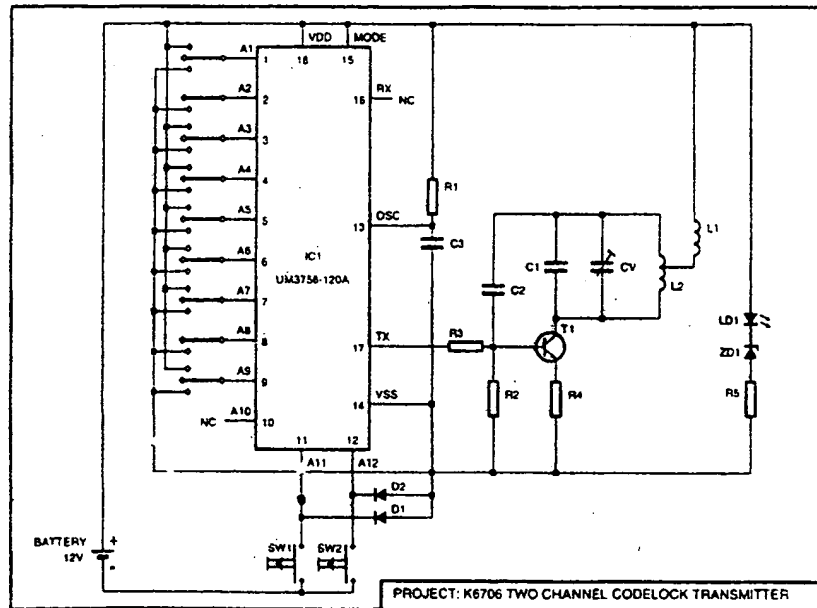 VDD MODE
18 15
A1
1
A2
2
A3
3
A4
4
A5
5
A6
6
A7
7
A8
8
A9
9
NC A10
10
RX
16 NC
OSC
13
IC1
UM3758-120A
TX
17
VSS
14
11 12
A11 A12
R1
C3
C2
C1
CV
L1
L2
T1
R3
R2
R4
LD1
ZD1
R5
D2
D1
SW1 SW2
BATTERY
12V
+
-
PROJECT: K6706 TWO CHANNEL CODELOCK TRANSMITTER